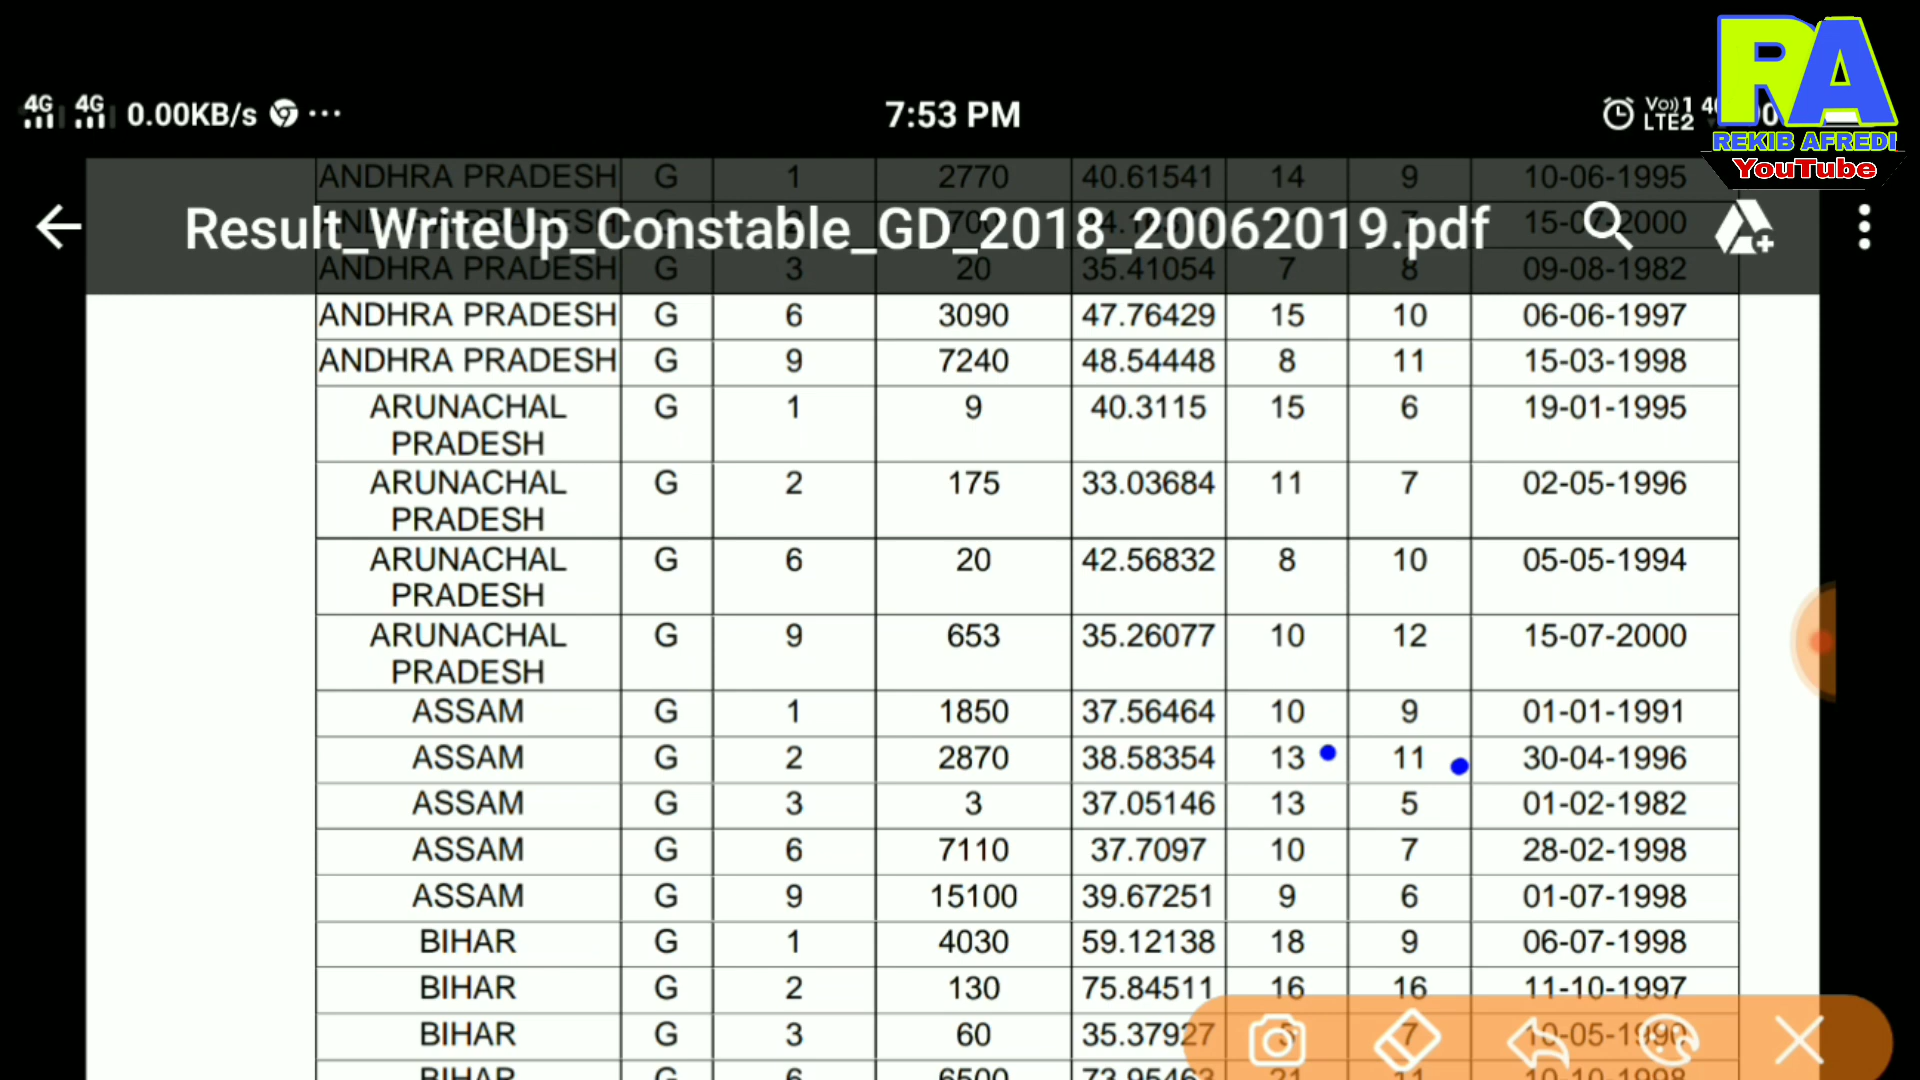 4G 4G 0.00KB/s ... 7:53 PM Vo)) 1 LTE2
RA
REKIB AFREDI
YouTube
ANDHRA PRADESH G 1 2770 40.61541 14 9 10-06-1995
Result_WriteUp_Constable_GD_2018_20062019.pdf
ANDHRA PRADESH G 3 20 35.41054 7 8 09-08-1982
ANDHRA PRADESH G 6 3090 47.76429 15 10 06-06-1997
ANDHRA PRADESH G 9 7240 48.54448 8 11 15-03-1998
ARUNACHAL G 1 9 40.3115 15 6 19-01-1995
PRADESH
ARUNACHAL G 2 175 33.03684 11 7 02-05-1996
PRADESH
ARUNACHAL G 6 20 42.56832 8 10 05-05-1994
PRADESH
ARUNACHAL G 9 653 35.26077 10 12 15-07-2000
PRADESH
ASSAM G 1 1850 37.56464 10 9 01-01-1991
ASSAM G 2 2870 38.58354 13 11 30-04-1996
ASSAM G 3 3 37.05146 13 5 01-02-1982
ASSAM G 6 7110 37.7097 10 7 28-02-1998
ASSAM G 9 15100 39.67251 9 6 01-07-1998
BIHAR G 1 4030 59.12138 18 9 06-07-1998
BIHAR G 2 130 75.84511 16 16 11-10-1997
BIHAR G 3 60 35.37927 7
BIHAR G 6 6500 73.95463